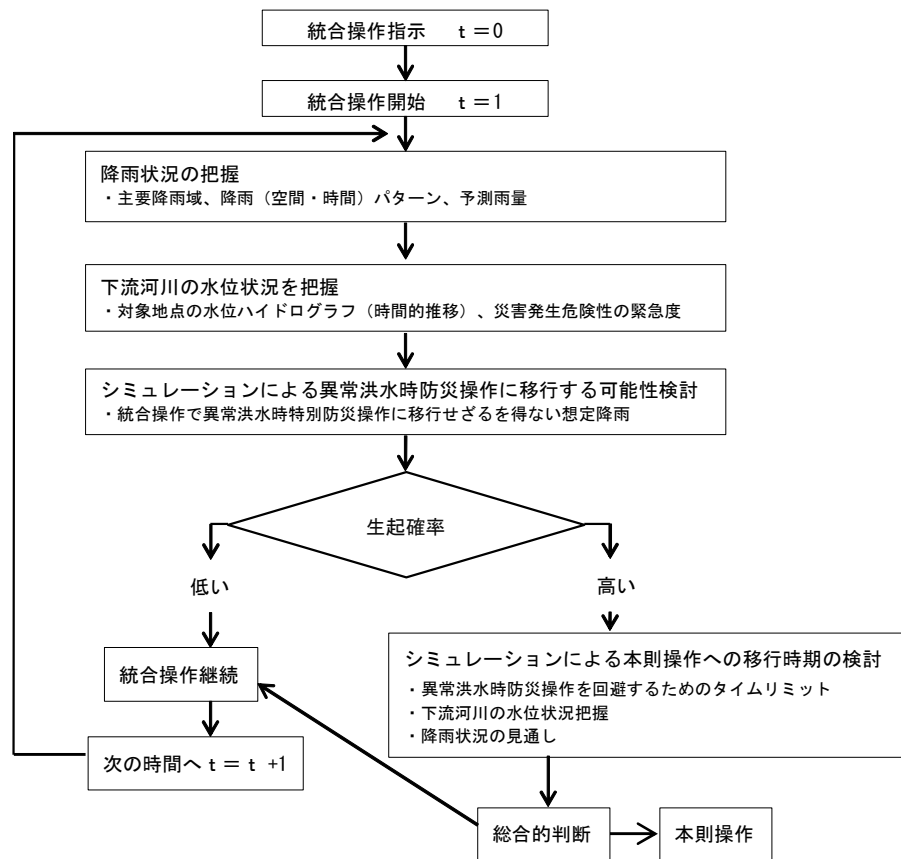 統合操作指示　ｔ＝0
統合操作開始　ｔ＝1
降雨状況の把握
・主要降雨域、降雨（空間・時間）パターン、予測雨量
下流河川の水位状況を把握
・対象地点の水位ハイドログラフ（時間的推移）、災害発生危険性の緊急度
シミュレーションによる異常洪水時防災操作に移行する可能性検討
・統合操作で異常洪水時特別防災操作に移行せざるを得ない想定降雨
生起確率
低い
高い
統合操作継続
次の時間へ ｔ＝ｔ +1
シミュレーションによる本則操作への移行時期の検討
・異常洪水時防災操作を回避するためのタイムリミット
・下流河川の水位状況把握
・降雨状況の見通し
総合的判断
本則操作